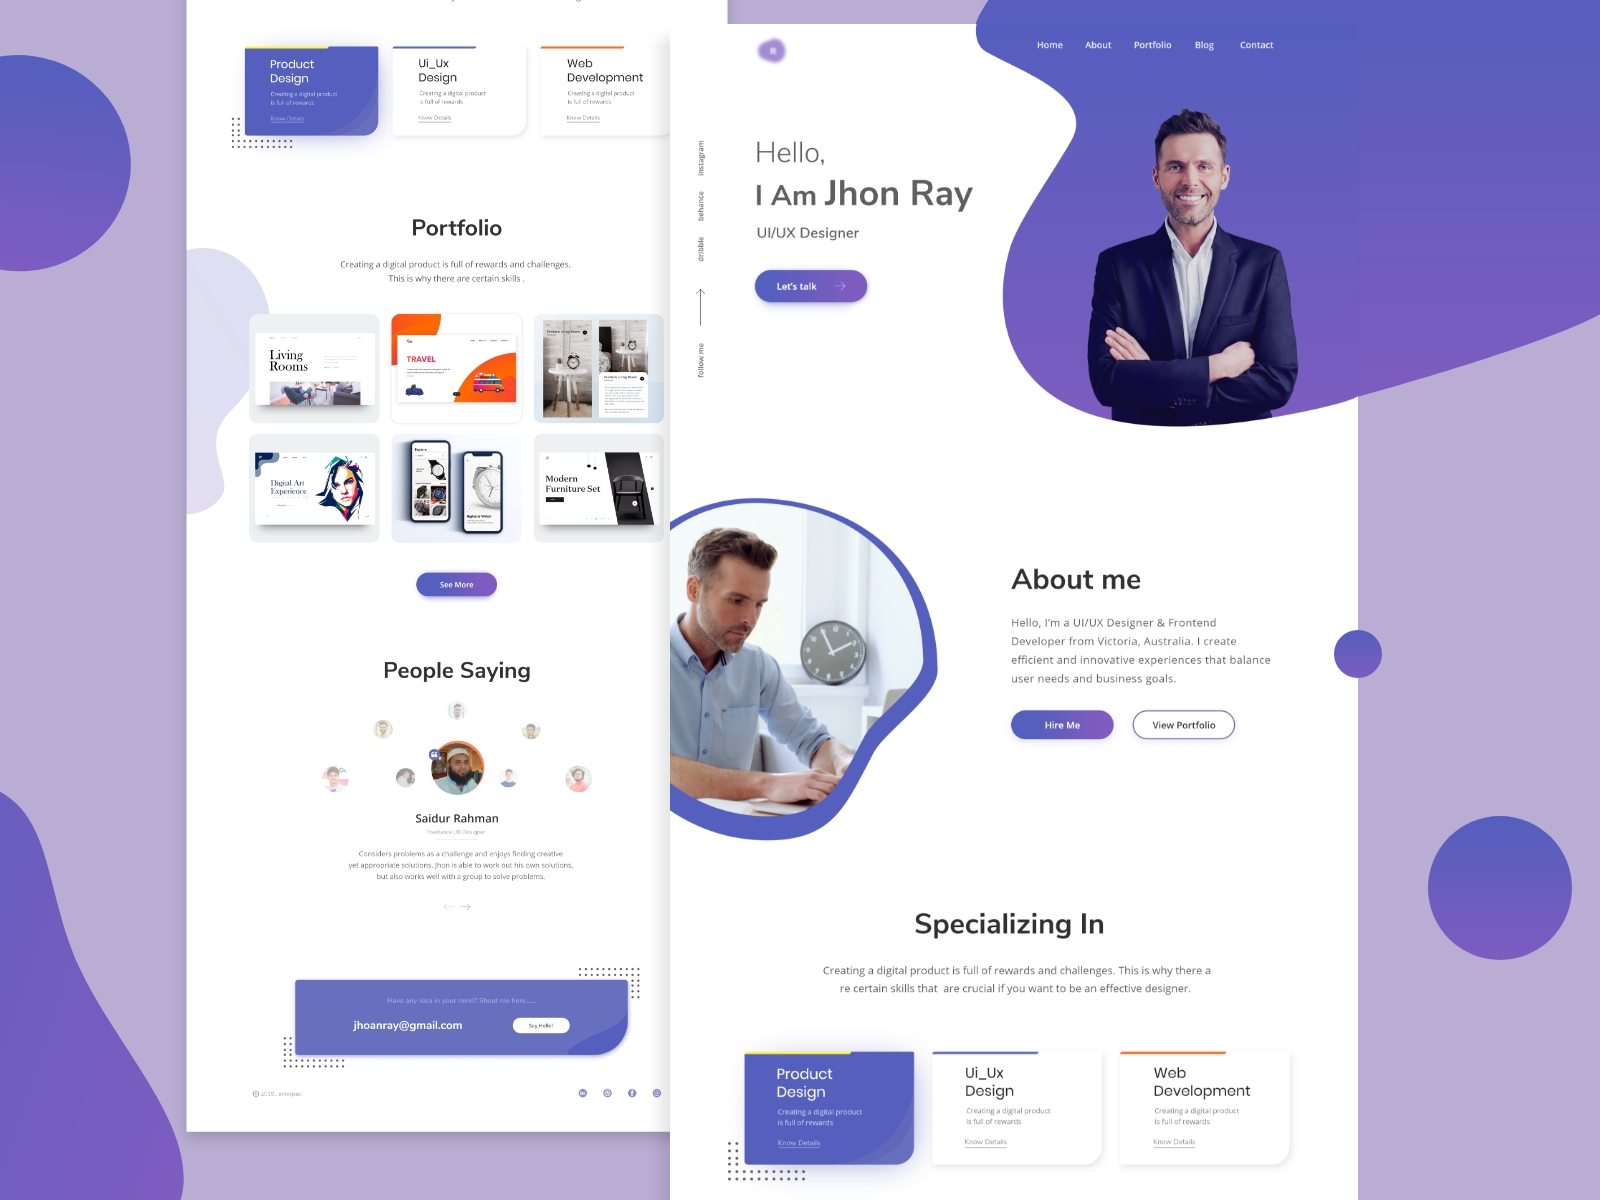 Product
Design
Creating a digital product
is full of rewards
Know Details
Ui_Ux
Design
Creating a digital product
is full of rewards
Know Details
Web
Development
Creating a digital product
is full of rewards
Know Details
Portfolio
Creating a digital product is full of rewards and challenges.
This is why there are certain skills .
Living
Rooms
TRAVEL
Digital Art
Experience
Explore
Modern
Furniture Set
See More
People Saying
Saidur Rahman
Freelance UX Designer
Considers problems as a challenge and enjoys finding creative
yet appropriate solutions. Jhon is able to work out his own solutions,
but also works well with a group to solve problems.
Have any idea in your mind? Shout me here......
jhoanray@gmail.com
Say Hello!
Home About Portfolio Blog Contact
instagram
behance
dribble
follow me
Hello,
I Am Jhon Ray
UI/UX Designer
Let's talk
About me
Hello, I'm a UI/UX Designer & Frontend
Developer from Victoria, Australia. I create
efficient and innovative experiences that balance
user needs and business goals.
Hire Me
View Portfolio
Specializing In
Creating a digital product is full of rewards and challenges. This is why there a
re certain skills that are crucial if you want to be an effective designer.
Product
Design
Creating a digital product
is full of rewards
Know Details
Ui_Ux
Design
Creating a digital product
is full of rewards
Know Details
Web
Development
Creating a digital product
is full of rewards
Know Details